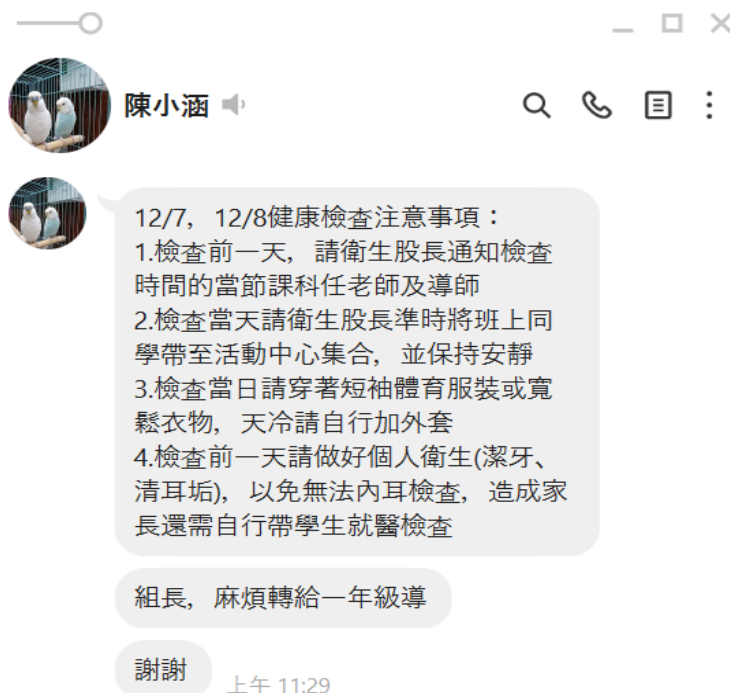 陳小涵
12/7, 12/8健康檢查注意事項：
1.檢查前一天, 請衛生股長通知檢查
時間的當節課科任老師及導師
2.檢查當天請衛生股長準時將班上同
學帶至活動中心集合, 並保持安靜
3.檢查當日請穿著短袖體育服裝或寬
鬆衣物, 天冷請自行加外套
4.檢查前一天請做好個人衛生(潔牙、
清耳垢), 以免無法內耳檢查, 造成家
長還需自行帶學生就醫檢查
組長, 麻煩轉給一年級導
謝謝
上午 11:29